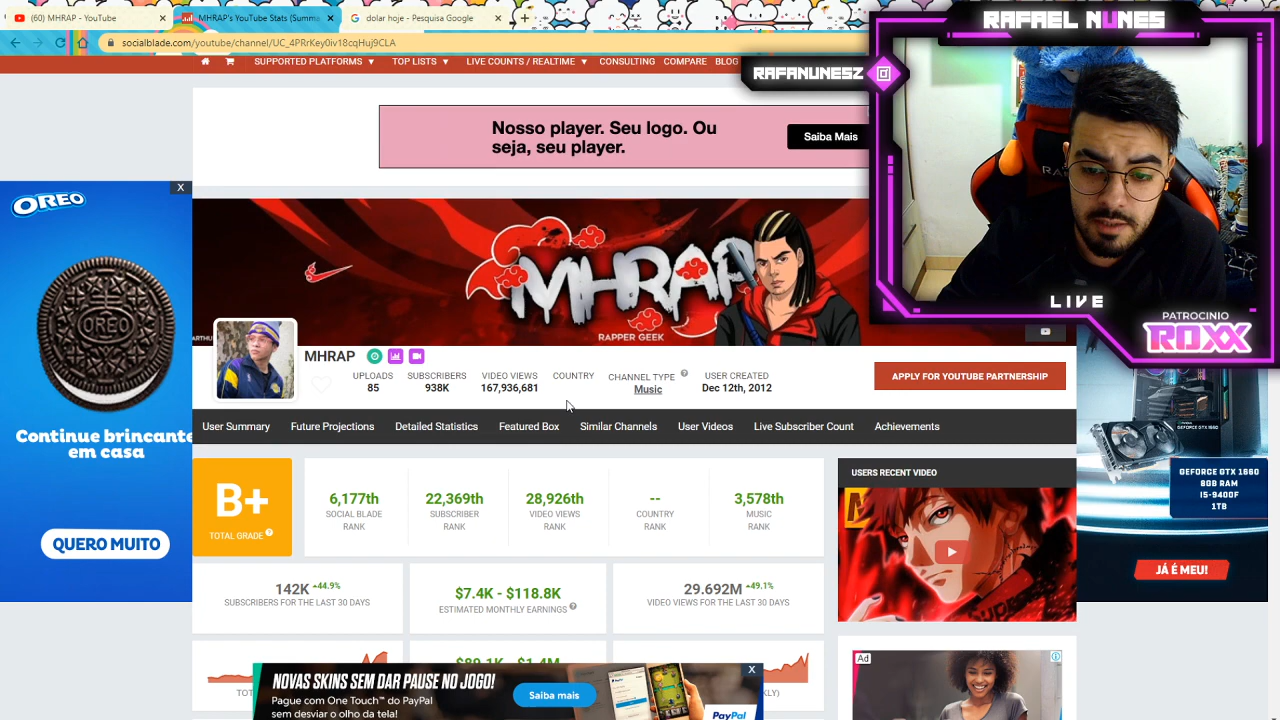 (60) MHRAP - YouTube
MHRAP's YouTube Stats (Summa
dolar hoje - Pesquisa Google
socialblade.com/youtube/channel/UC_4PRrKey0iv18cqHuj9CLA
SUPPORTED PLATFORMS
TOP LISTS
LIVE COUNTS / REALTIME
CONSULTING
COMPARE
BLOG
RAFAEL NUNES
RAFANUNESZ
LIVE
PATROCINIO
ROXX
Nosso player. Seu logo. Ou
seja, seu player.
Saiba Mais
OREO
OREO
Continue brincante
em casa
QUERO MUITO
MHRAP
RAPPER GEEK
MHRAP
UPLOADS
85
SUBSCRIBERS
938K
VIDEO VIEWS
167,936,681
COUNTRY
CHANNEL TYPE
Music
USER CREATED
Dec 12th, 2012
APPLY FOR YOUTUBE PARTNERSHIP
User Summary
Future Projections
Detailed Statistics
Featured Box
Similar Channels
User Videos
Live Subscriber Count
Achievements
B+
TOTAL GRADE
6,177th
SOCIAL BLADE
RANK
22,369th
SUBSCRIBER
RANK
28,926th
VIDEO VIEWS
RANK
--
COUNTRY
RANK
3,578th
MUSIC
RANK
USERS RECENT VIDEO
142K 44.9%
SUBSCRIBERS FOR THE LAST 30 DAYS
$7.4K - $118.8K
ESTIMATED MONTHLY EARNINGS
29.692M 49.1%
VIDEO VIEWS FOR THE LAST 30 DAYS
GEFORCE GTX 1660
8GB RAM
I5-9400F
1TB
JÁ É MEU!
NOVAS SKINS SEM DAR PAUSE NO JOGO!
Pague com One Touch™ do PayPal
sem desviar o olho da tela!
Saiba mais
PayPal
Ad